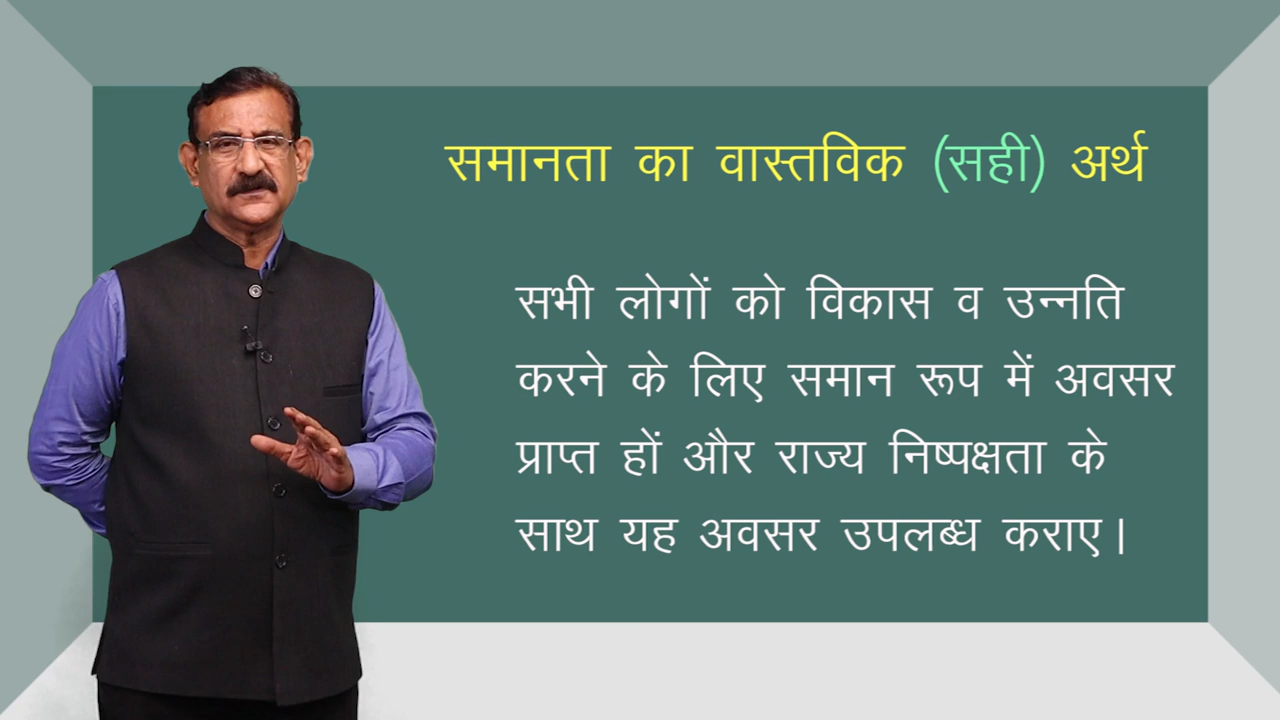 समानता का वास्तविक (सही) अर्थ
सभी लोगों को विकास व उन्नति
करने के लिए समान रूप में अवसर
प्राप्त हों और राज्य निष्पक्षता के
साथ यह अवसर उपलब्ध कराए।